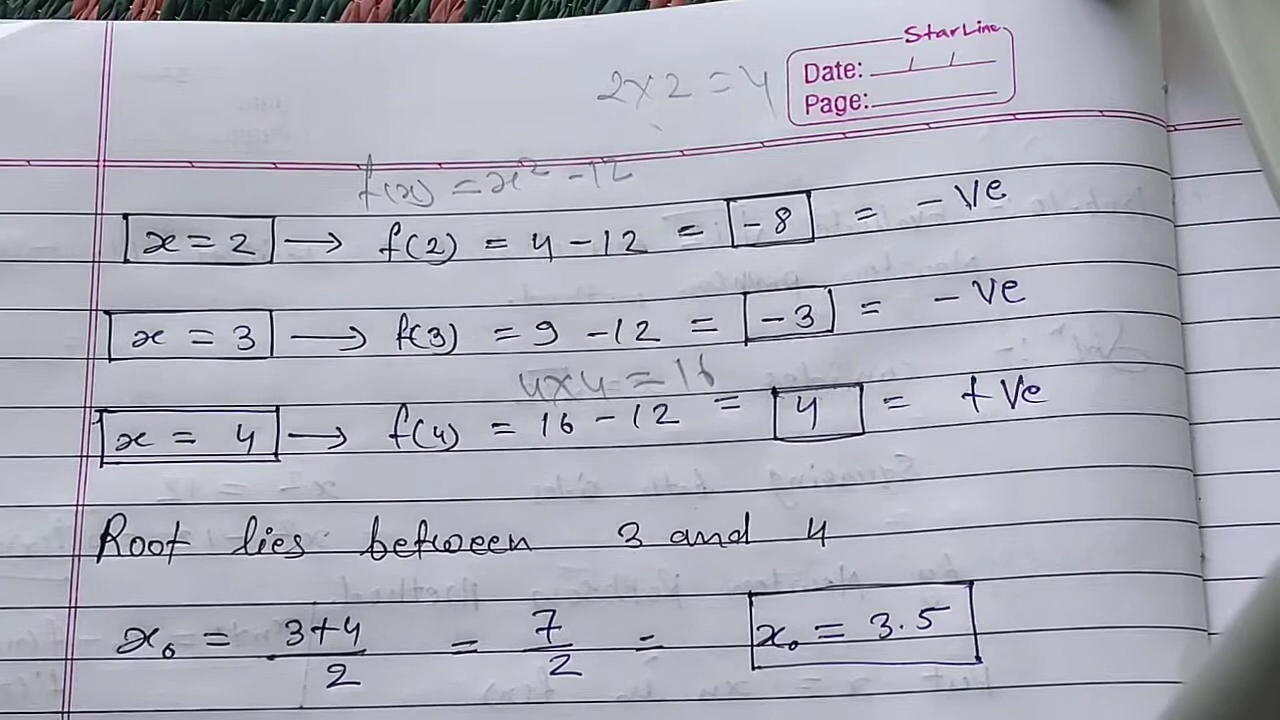 StarLine
2×2 = 4
Date: / /
Page:
f(x) = x² - 12
x = 2 → f(2) = 4 - 12 = -8 = -ve
x = 3 → f(3) = 9 - 12 = -3 = -ve
4×4 = 16
x = 4 → f(4) = 16 - 12 = 4 = +ve
Root lies between 3 and 4
x₀ = 3+4/2 = 7/2 = x₀ = 3.5